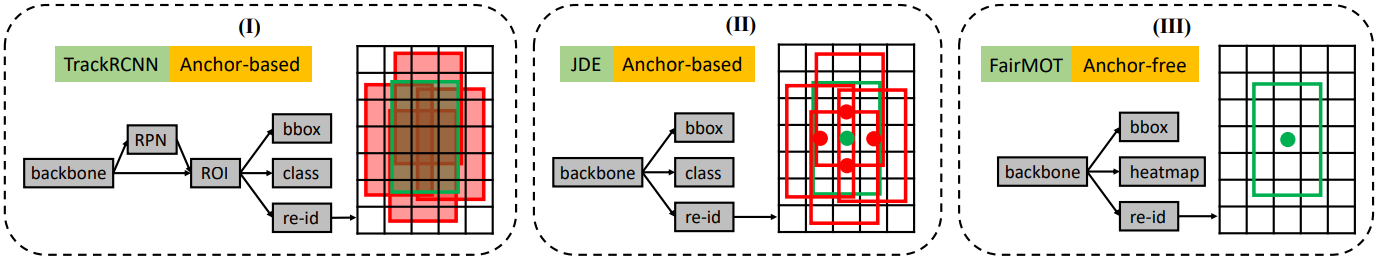 (I)
TrackRCNN Anchor-based
backbone
RPN
ROI
bbox
class
re-id
(II)
JDE Anchor-based
backbone
bbox
class
re-id
(III)
FairMOT Anchor-free
backbone
bbox
heatmap
re-id